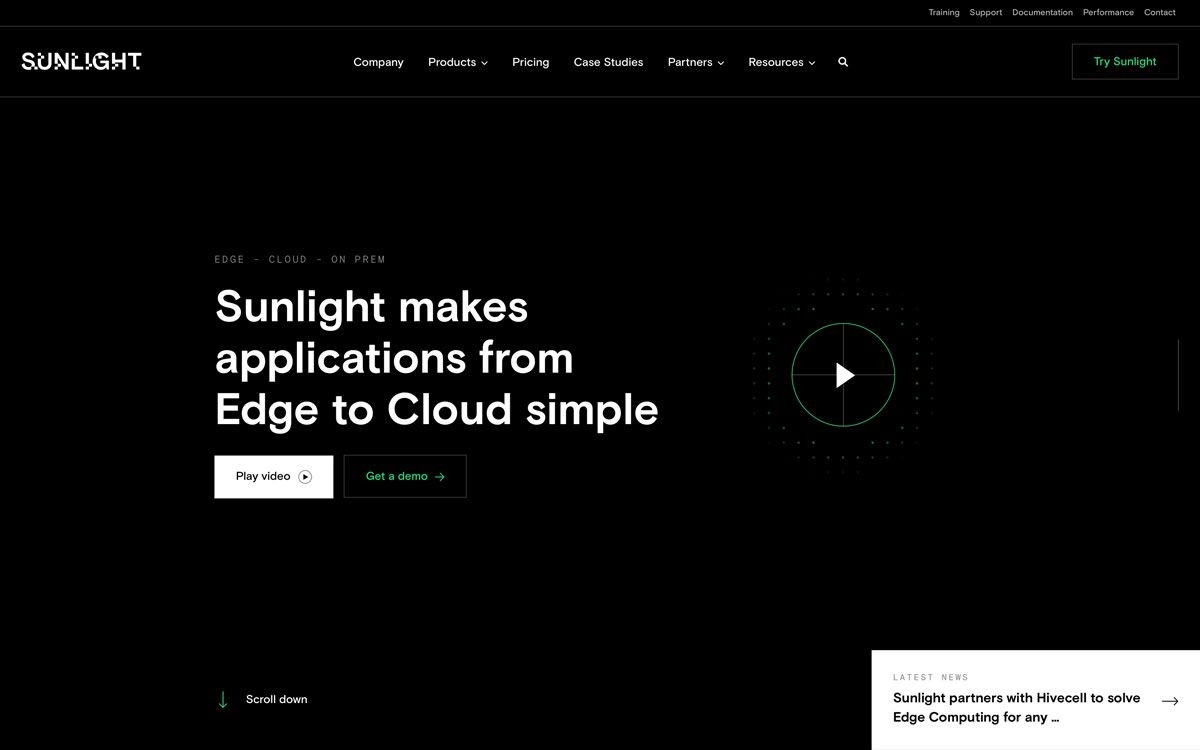 Training Support Documentation Performance Contact
SUNLIGHT
Company Products Pricing Case Studies Partners Resources
Try Sunlight
EDGE – CLOUD – ON PREM
Sunlight makes
applications from
Edge to Cloud simple
Play video
Get a demo
Scroll down
LATEST NEWS
Sunlight partners with Hivecell to solve
Edge Computing for any ...